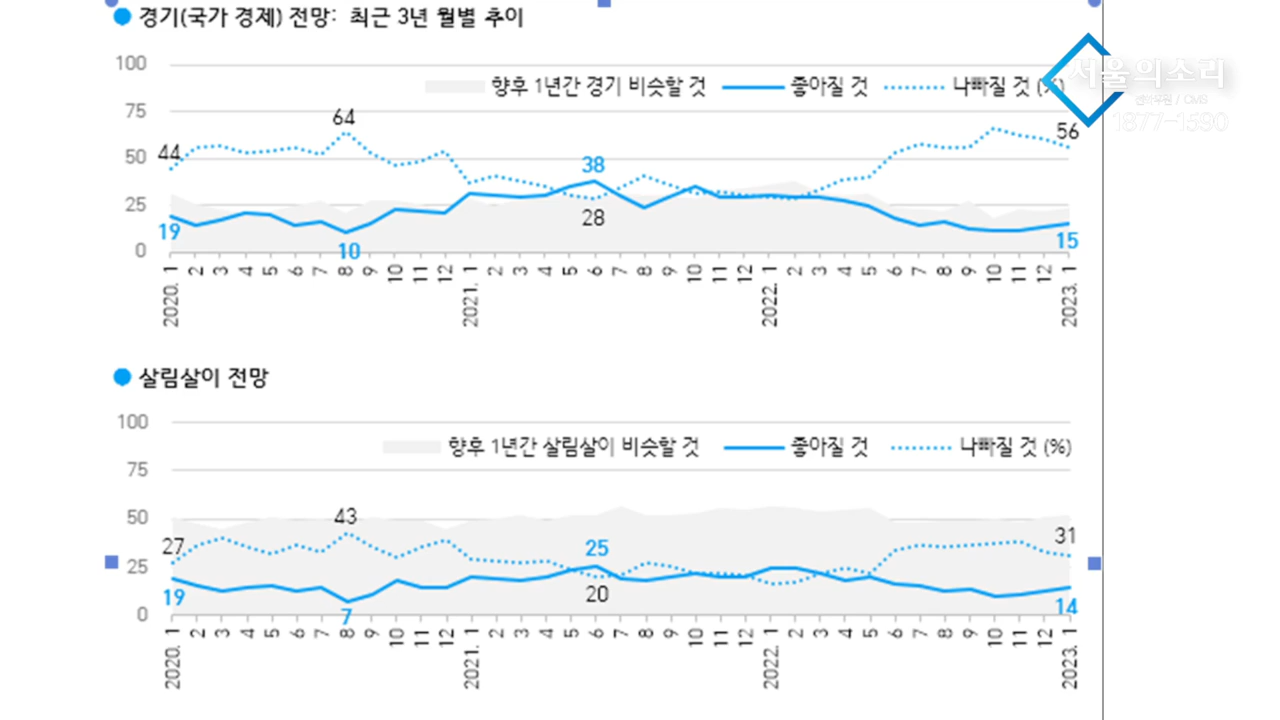 경기(국가 경제) 전망: 최근 3년 월별 추이
향후 1년간 경기 비슷할 것 좋아질 것 나빠질 것 (%)
100
75
50
25
0
44
64
38
56
19
10
28
15
1 2 3 4 5 6 7 8 9 10 11 12 1 2 3 4 5 6 7 8 9 10 11 12 1 2 3 4 5 6 7 8 9 10 11 12 1
2020. 2021. 2022. 2023.
서울의소리
CMS
1877-1590
살림살이 전망
향후 1년간 살림살이 비슷할 것 좋아질 것 나빠질 것 (%)
100
75
50
25
0
27
43
25
31
19
7
20
14
1 2 3 4 5 6 7 8 9 10 11 12 1 2 3 4 5 6 7 8 9 10 11 12 1 2 3 4 5 6 7 8 9 10 11 12 1
2020. 2021. 2022. 2023.